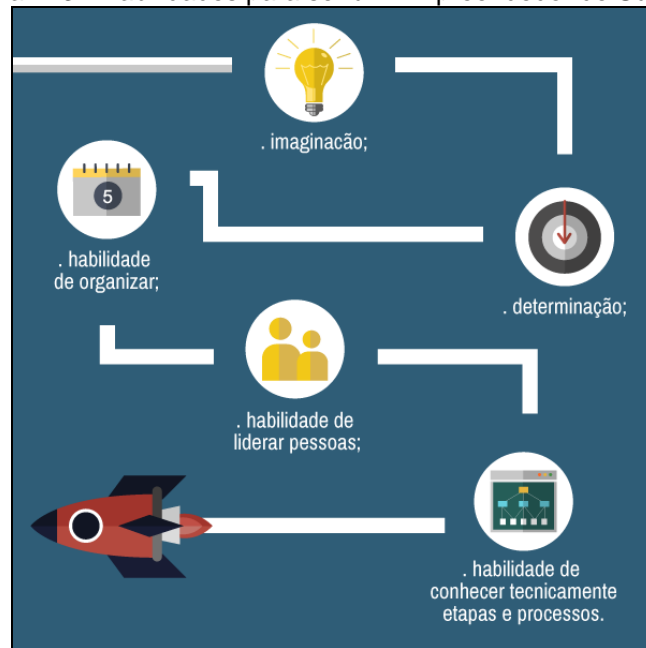 . imaginacão;
5
. habilidade
de organizar;
. determinação;
. habilidade de
liderar pessoas;
. habilidade de
conhecer tecnicamente
etapas e processos.